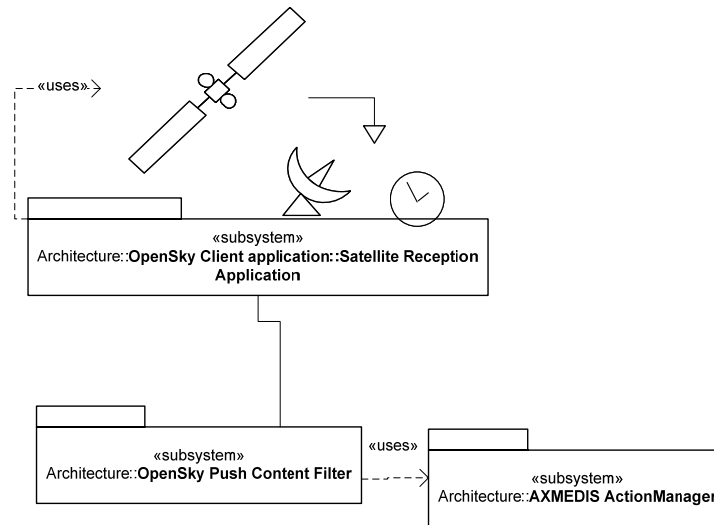 «uses»
«subsystem»
Architecture::OpenSky Client application::Satellite Reception
Application
«subsystem»
Architecture::OpenSky Push Content Filter
«uses»
«subsystem»
Architecture::AXMEDIS ActionManager